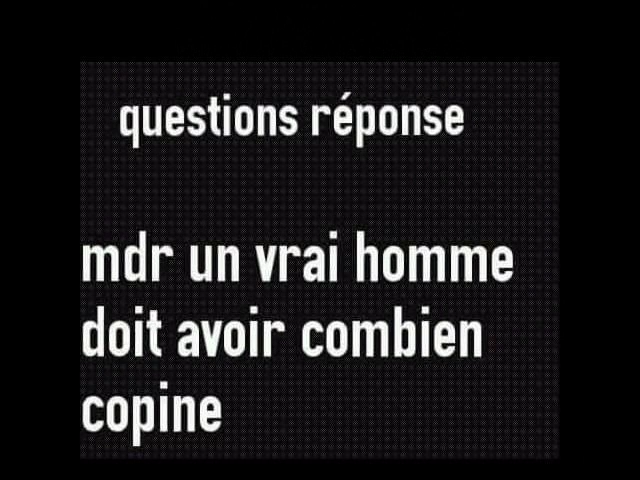 questions réponse
mdr un vrai homme
doit avoir combien
copine